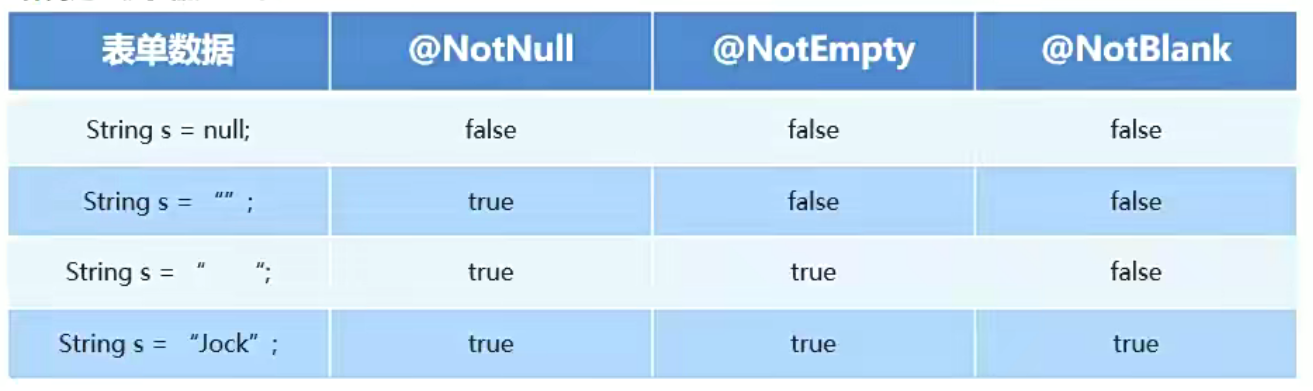 表单数据 @NotNull @NotEmpty @NotBlank
String s = null; false false false
String s = “” ; true false false
String s = “ “; true true false
String s = “Jock” ; true true true